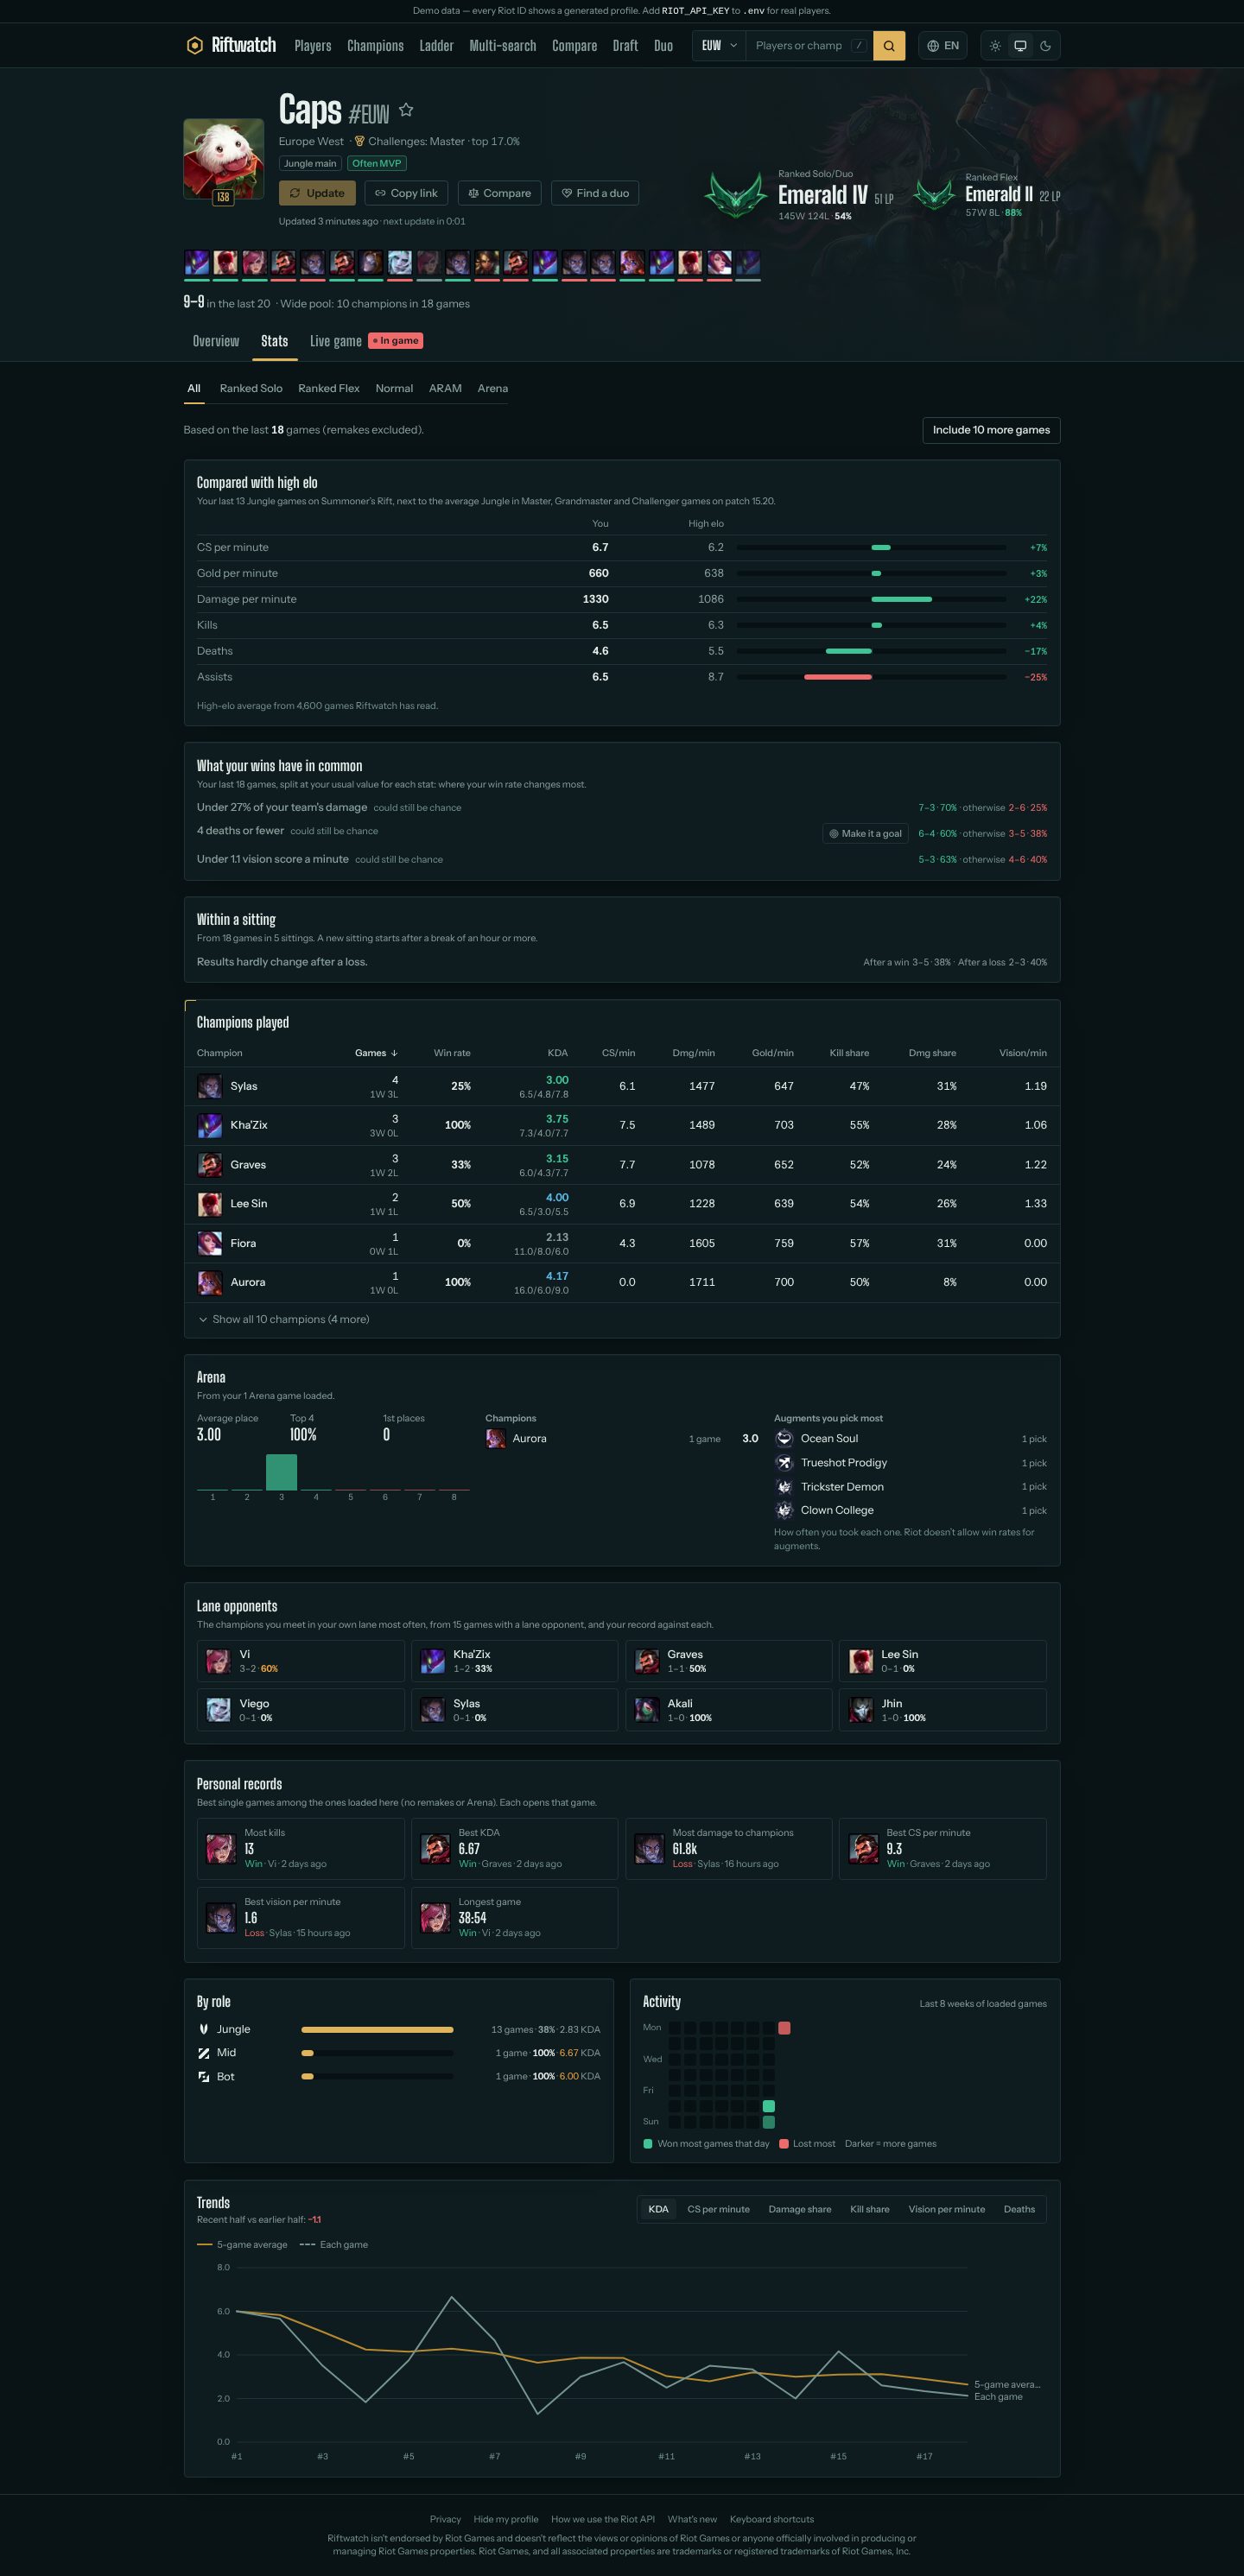 Demo data — every Riot ID shows a generated profile. Add RIOT_API_KEY to .env for real players.
Riftwatch Players Champions Ladder Multi-search Compare Draft Duo EUW Players or champ / EN
Caps #EUW
Europe West · Challenges: Master · top 17.0%
Jungle main Often MVP
138
Update Copy link Compare Find a duo
Updated 3 minutes ago · next update in 0:01
Ranked Solo/Duo
Emerald IV 51 LP
145W 124L · 54%
Ranked Flex
Emerald II 22 LP
57W 8L · 88%
9–9 in the last 20 · Wide pool: 10 champions in 18 games
Overview Stats Live game In game
All Ranked Solo Ranked Flex Normal ARAM Arena
Based on the last 18 games (remakes excluded). Include 10 more games
Compared with high elo
Your last 13 Jungle games on Summoner's Rift, next to the average Jungle in Master, Grandmaster and Challenger games on patch 15.20.
You High elo
CS per minute 6.7 6.2 +7%
Gold per minute 660 638 +3%
Damage per minute 1330 1086 +22%
Kills 6.5 6.3 +4%
Deaths 4.6 5.5 −17%
Assists 6.5 8.7 −25%
High-elo average from 4,600 games Riftwatch has read.
What your wins have in common
Your last 18 games, split at your usual value for each stat: where your win rate changes most.
Under 27% of your team's damage could still be chance 7–3 · 70% · otherwise 2–6 · 25%
4 deaths or fewer could still be chance Make it a goal 6–4 · 60% · otherwise 3–5 · 38%
Under 1.1 vision score a minute could still be chance 5–3 · 63% · otherwise 4–6 · 40%
Within a sitting
From 18 games in 5 sittings. A new sitting starts after a break of an hour or more.
Results hardly change after a loss. After a win 3–5 · 38% · After a loss 2–3 · 40%
Champions played
Champion Games ↓ Win rate KDA CS/min Dmg/min Gold/min Kill share Dmg share Vision/min
Sylas 4 1W 3L 25% 3.00 6.5/4.8/7.8 6.1 1477 647 47% 31% 1.19
Kha'Zix 3 3W 0L 100% 3.75 7.3/4.0/7.7 7.5 1489 703 55% 28% 1.06
Graves 3 1W 2L 33% 3.15 6.0/4.3/7.7 7.7 1078 652 52% 24% 1.22
Lee Sin 2 1W 1L 50% 4.00 6.5/3.0/5.5 6.9 1228 639 54% 26% 1.33
Fiora 1 0W 1L 0% 2.13 11.0/8.0/6.0 4.3 1605 759 57% 31% 0.00
Aurora 1 1W 0L 100% 4.17 16.0/6.0/9.0 0.0 1711 700 50% 8% 0.00
Show all 10 champions (4 more)
Arena
From your 1 Arena game loaded.
Average place Top 4 1st places
3.00 100% 0
1 2 3 4 5 6 7 8
Champions
Aurora 1 game 3.0
Augments you pick most
Ocean Soul 1 pick
Trueshot Prodigy 1 pick
Trickster Demon 1 pick
Clown College 1 pick
How often you took each one. Riot doesn't allow win rates for
augments.
Lane opponents
The champions you meet in your own lane most often, from 15 games with a lane opponent, and your record against each.
Vi Kha'Zix Graves Lee Sin
3–2 · 60% 1–2 · 33% 1–1 · 50% 0–1 · 0%
Viego Sylas Akali Jhin
0–1 · 0% 0–1 · 0% 1–0 · 100% 1–0 · 100%
Personal records
Best single games among the ones loaded here (no remakes or Arena). Each opens that game.
Most kills Best KDA Most damage to champions Best CS per minute
13 6.67 61.8k 9.3
Win · Vi · 2 days ago Win · Graves · 2 days ago Loss · Sylas · 16 hours ago Win · Graves · 2 days ago
Best vision per minute Longest game
1.6 38:54
Loss · Sylas · 15 hours ago Win · Vi · 2 days ago
By role
Jungle 13 games · 38% · 2.83 KDA
Mid 1 game · 100% · 6.67 KDA
Bot 1 game · 100% · 6.00 KDA
Activity Last 8 weeks of loaded games
Mon
Wed
Fri
Sun
Won most games that day Lost most Darker = more games
Trends
Recent half vs earlier half: −1.1
KDA CS per minute Damage share Kill share Vision per minute Deaths
5-game average Each game
8.0
6.0
4.0
2.0
0.0
5-game avera...
Each game
#1 #3 #5 #7 #9 #11 #13 #15 #17
Privacy Hide my profile How we use the Riot API What's new Keyboard shortcuts
Riftwatch isn't endorsed by Riot Games and doesn't reflect the views or opinions of Riot Games or anyone officially involved in producing or
managing Riot Games properties. Riot Games, and all associated properties are trademarks or registered trademarks of Riot Games, Inc.